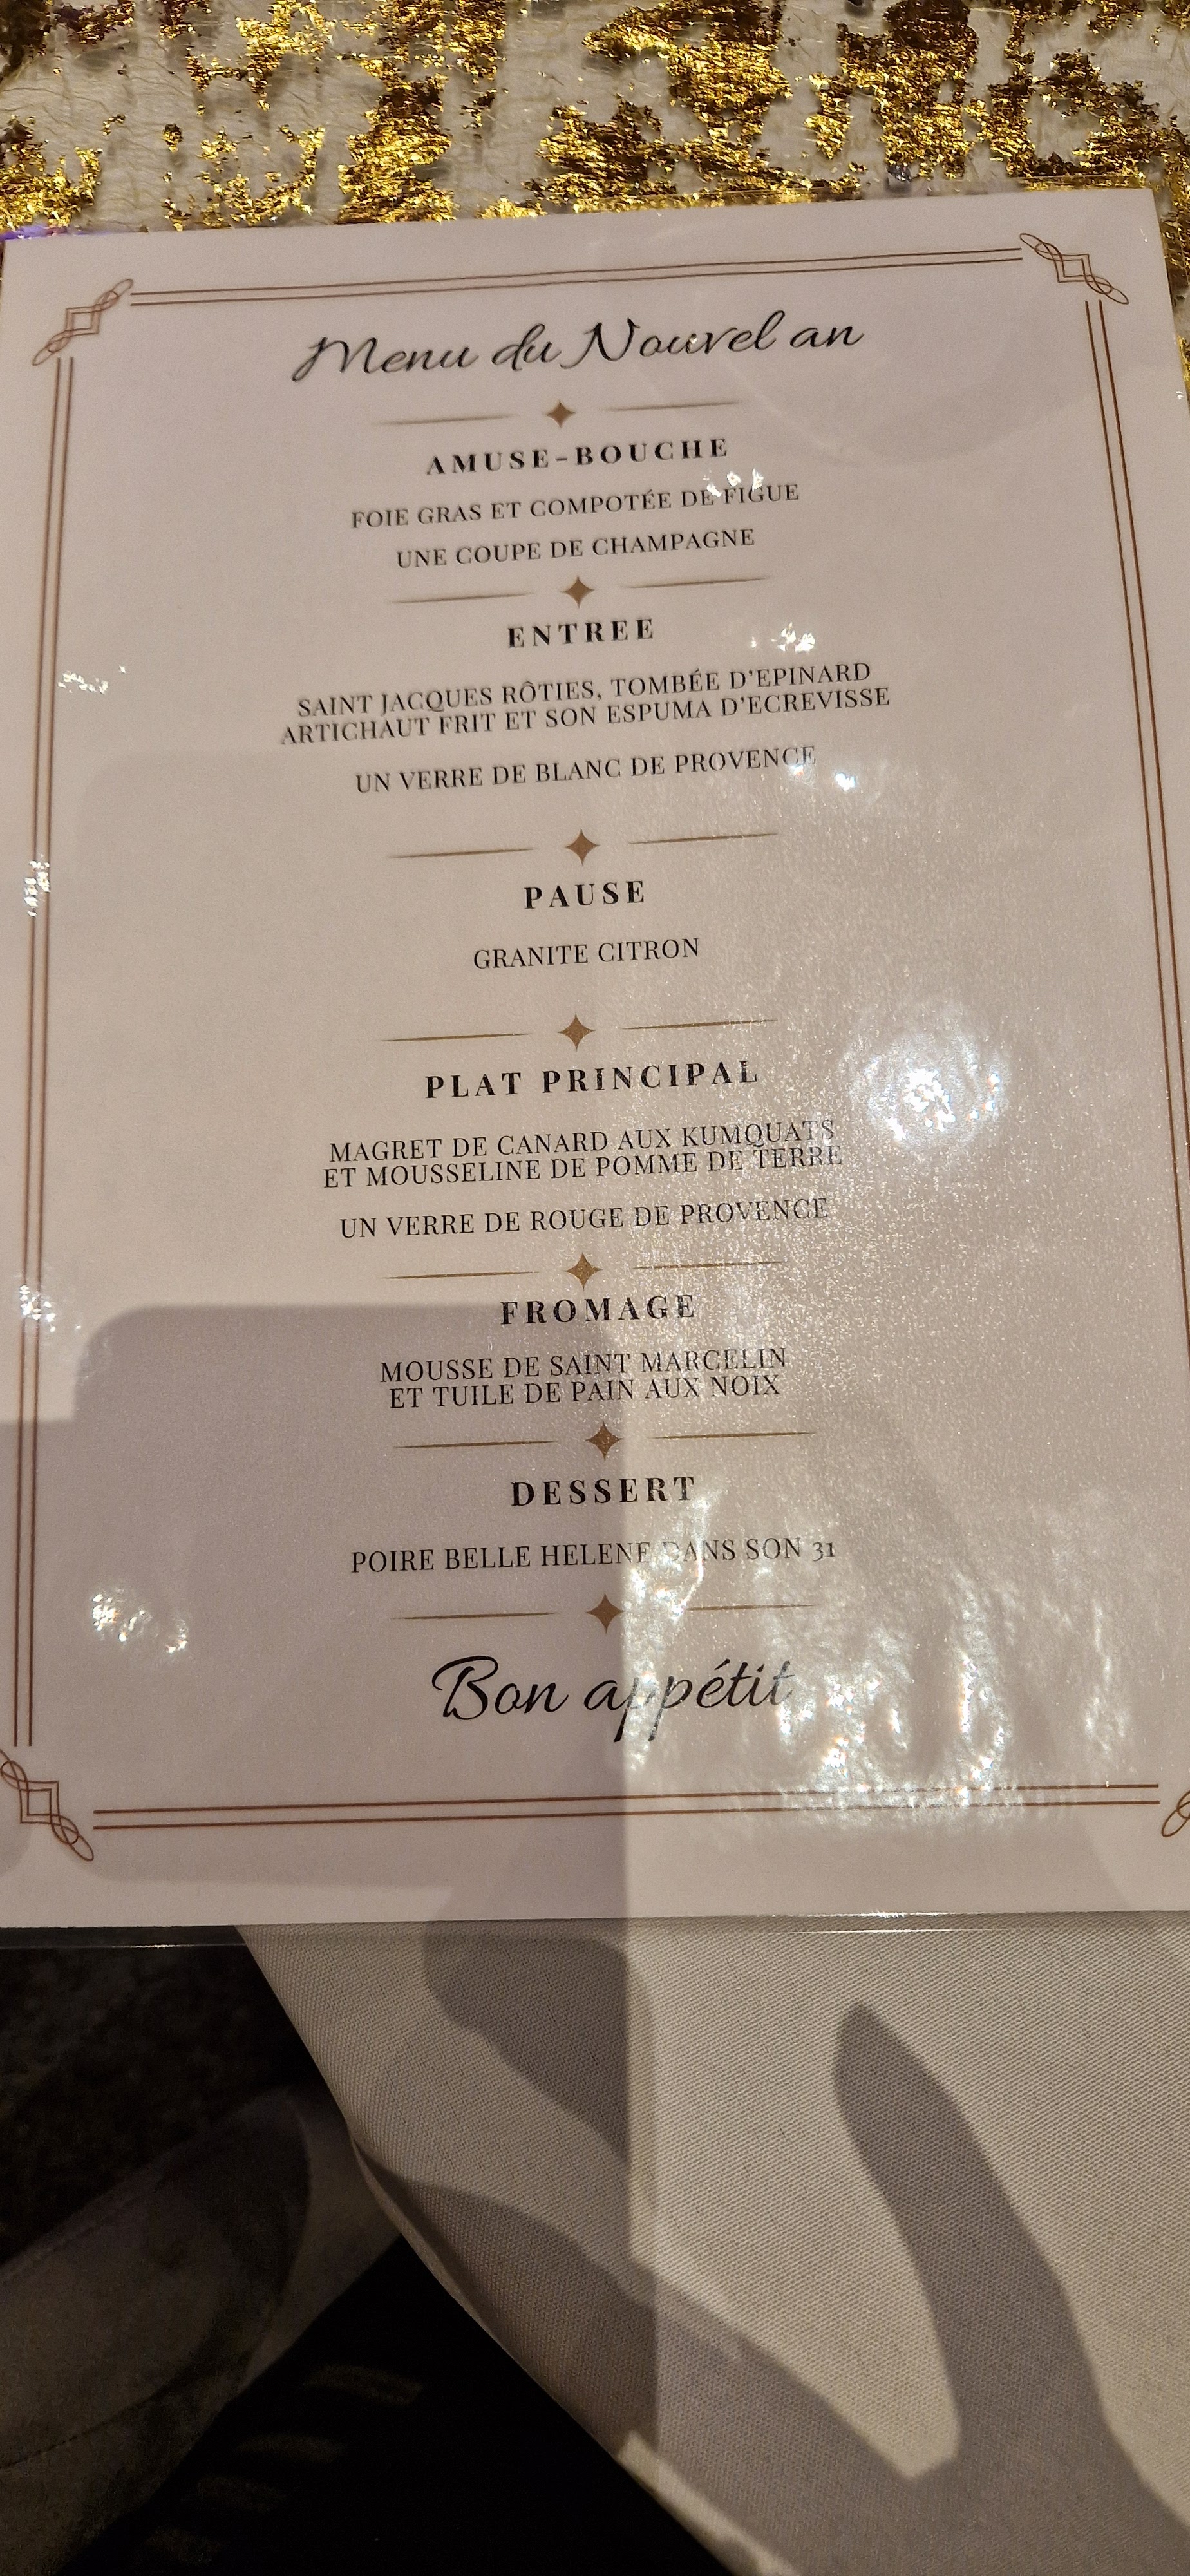 Menu du Nouvel an
AMUSE-BOUCHE
FOIE GRAS ET COMPOTÉE DE FIGUE
UNE COUPE DE CHAMPAGNE
ENTREE
SAINT JACQUES RÔTIES, TOMBÉE D'EPINARD
ARTICHAUT FRIT ET SON ESPUMA D'ECREVISSE
UN VERRE DE BLANC DE PROVENCE
PAUSE
GRANITE CITRON
PLAT PRINCIPAL
MAGRET DE CANARD AUX KUMQUATS
ET MOUSSELINE DE POMME DE TERRE
UN VERRE DE ROUGE DE PROVENCE
FROMAGE
MOUSSE DE SAINT MARCELIN
ET TUILE DE PAIN AUX NOIX
DESSERT
POIRE BELLE HELENE DANS SON 31
Bon appétit